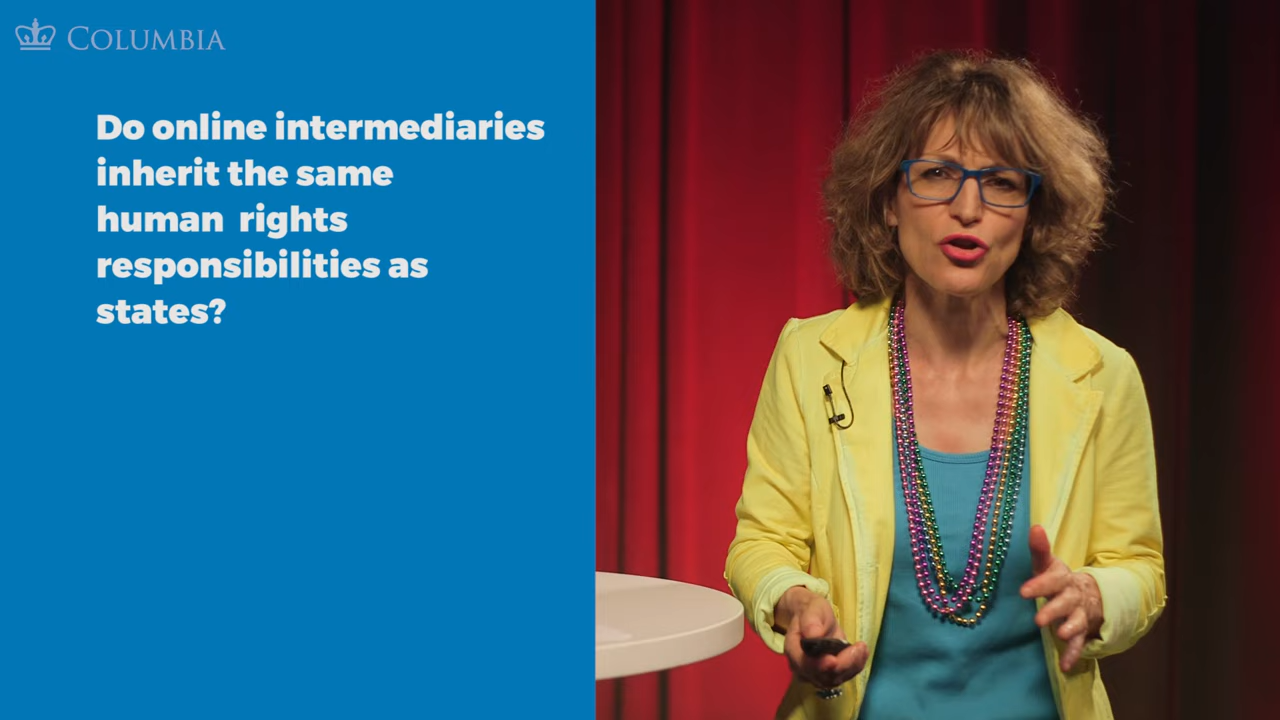 COLUMBIA
Do online intermediaries
inherit the same
human rights
responsibilities as
states?